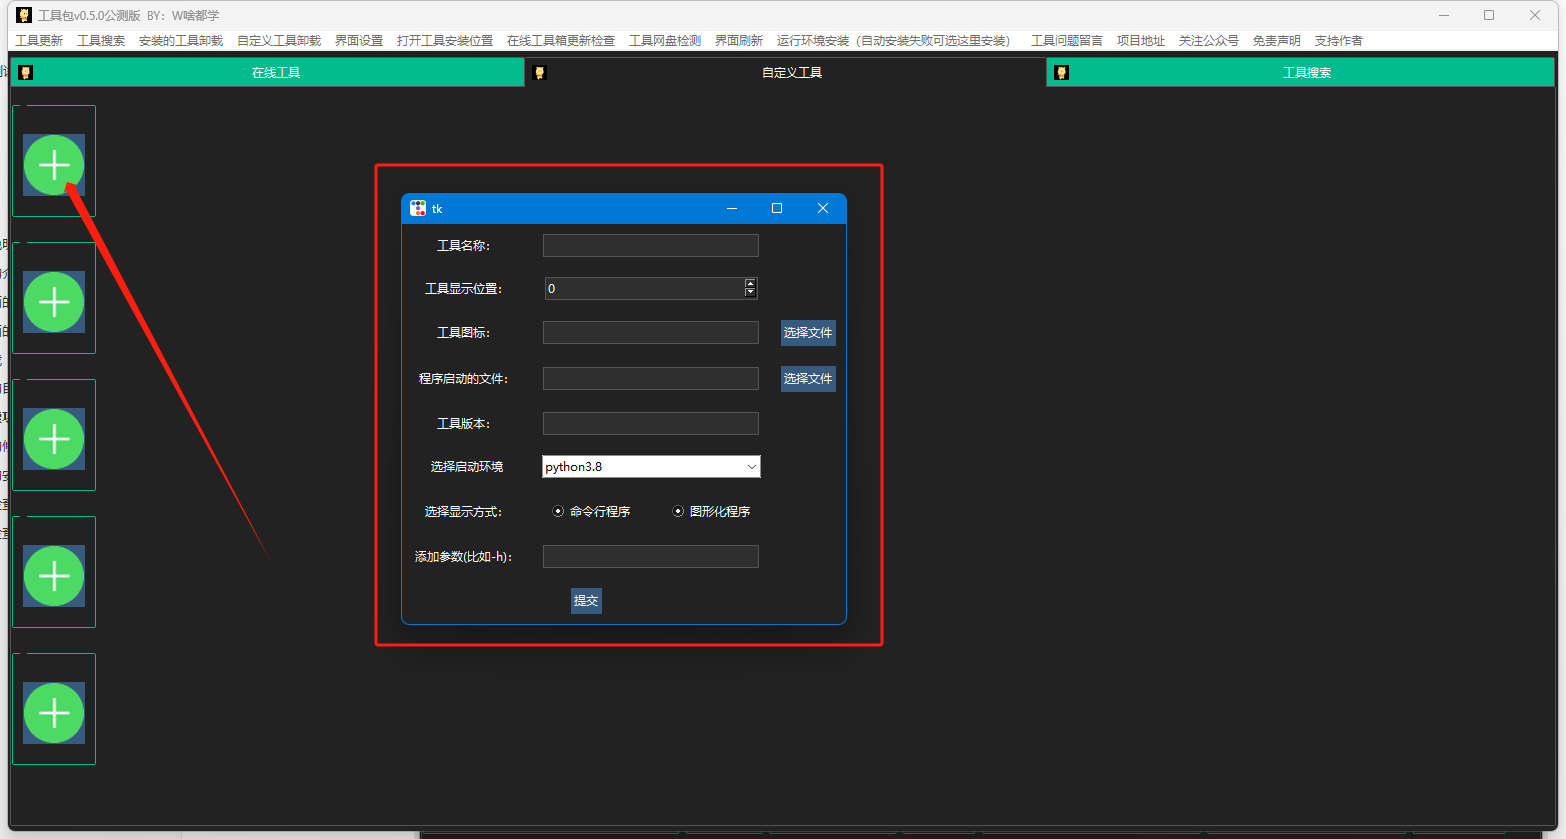 工具包v0.5.0公测版 BY：W啥都学
工具更新 工具搜索 安装的工具卸载 自定义工具卸载 界面设置 打开工具安装位置 在线工具箱更新检查 工具网盘检测 界面刷新 运行环境安装（自动安装失败可选这里安装） 工具问题留言 项目地址 关注公众号 免责声明 支持作者
在线工具 自定义工具 工具搜索
tk
工具名称：
工具显示位置： 0
工具图标： 选择文件
程序启动的文件： 选择文件
工具版本：
选择启动环境 python3.8
选择显示方式： 命令行程序 图形化程序
添加参数(比如-h)：
提交